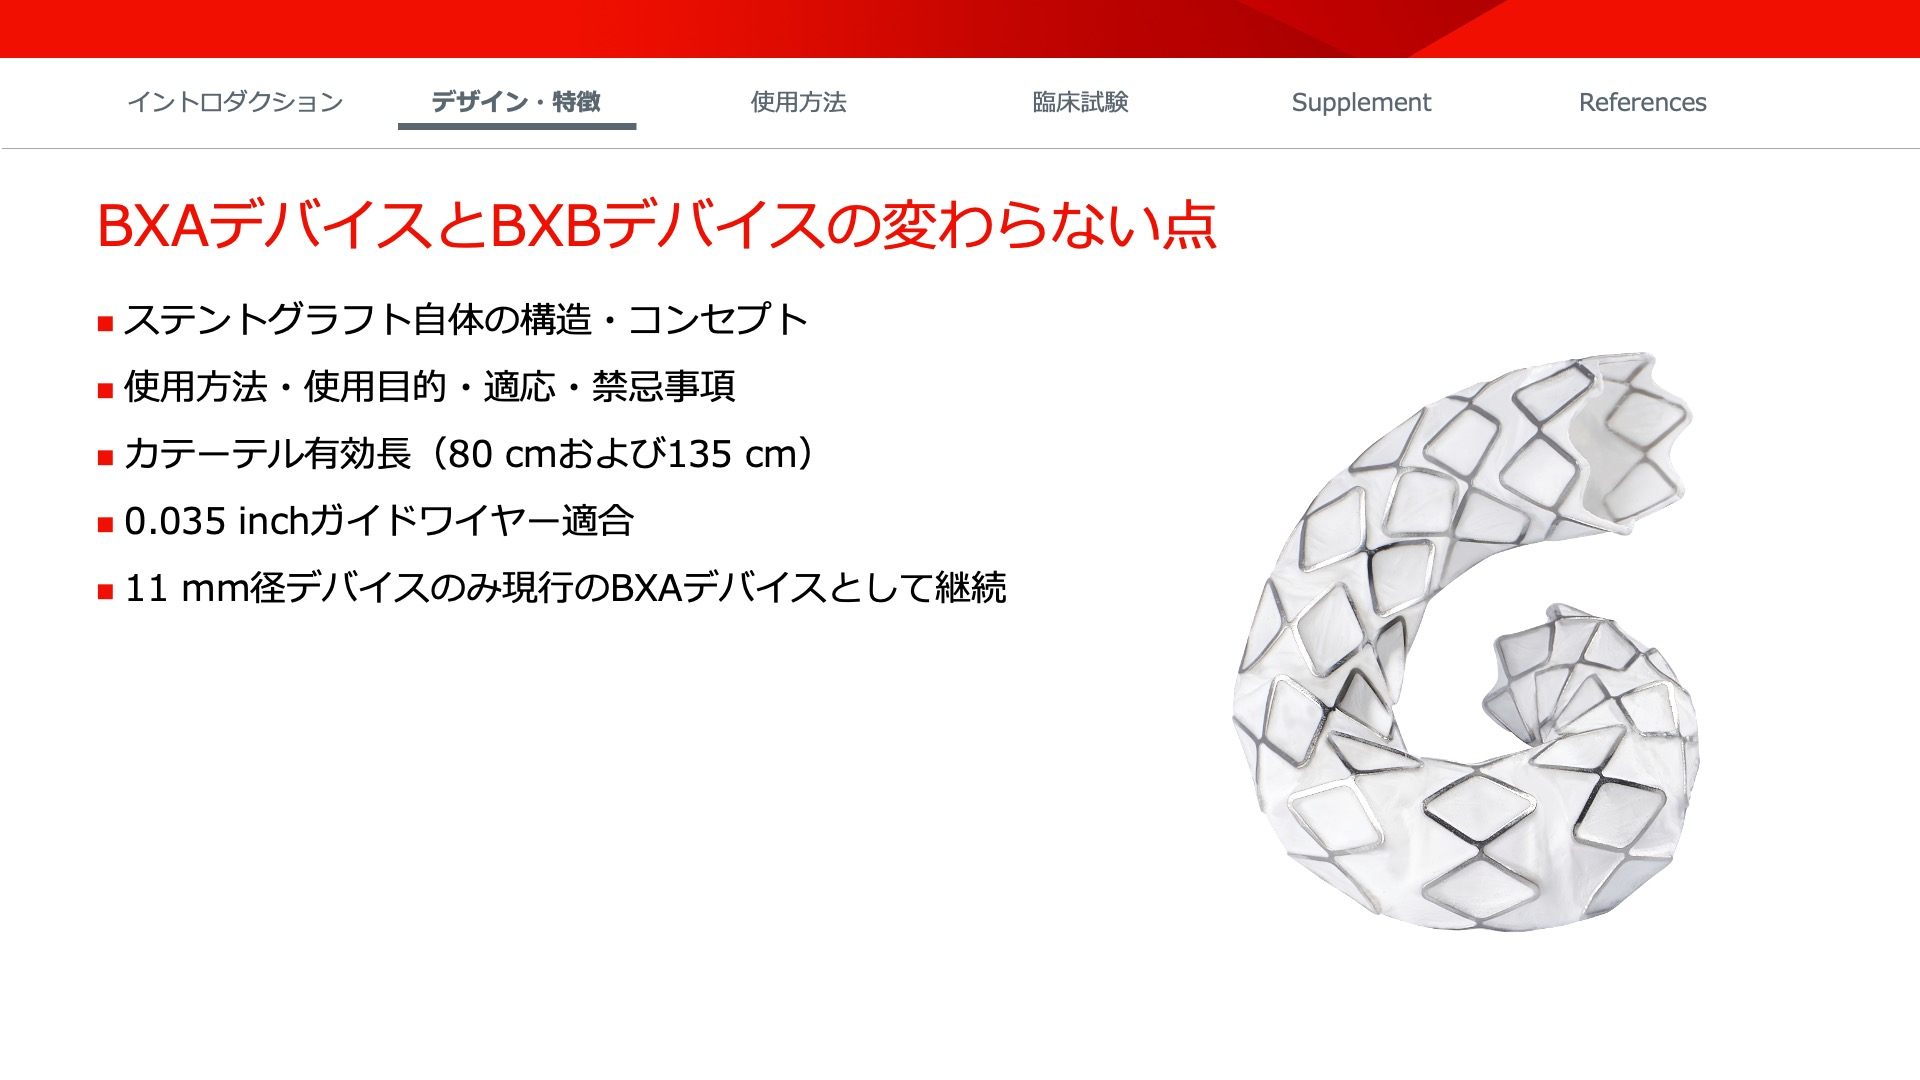 イントロダクション
デザイン・特徴
使用方法
臨床試験
Supplement
References
BXAデバイスとBXBデバイスの変わらない点
ステントグラフト自体の構造・コンセプト
使用方法・使用目的・適応・禁忌事項
カテーテル有効長（80 cmおよび135 cm）
0.035 inchガイドワイヤー適合
11 mm径デバイスのみ現行のBXAデバイスとして継続